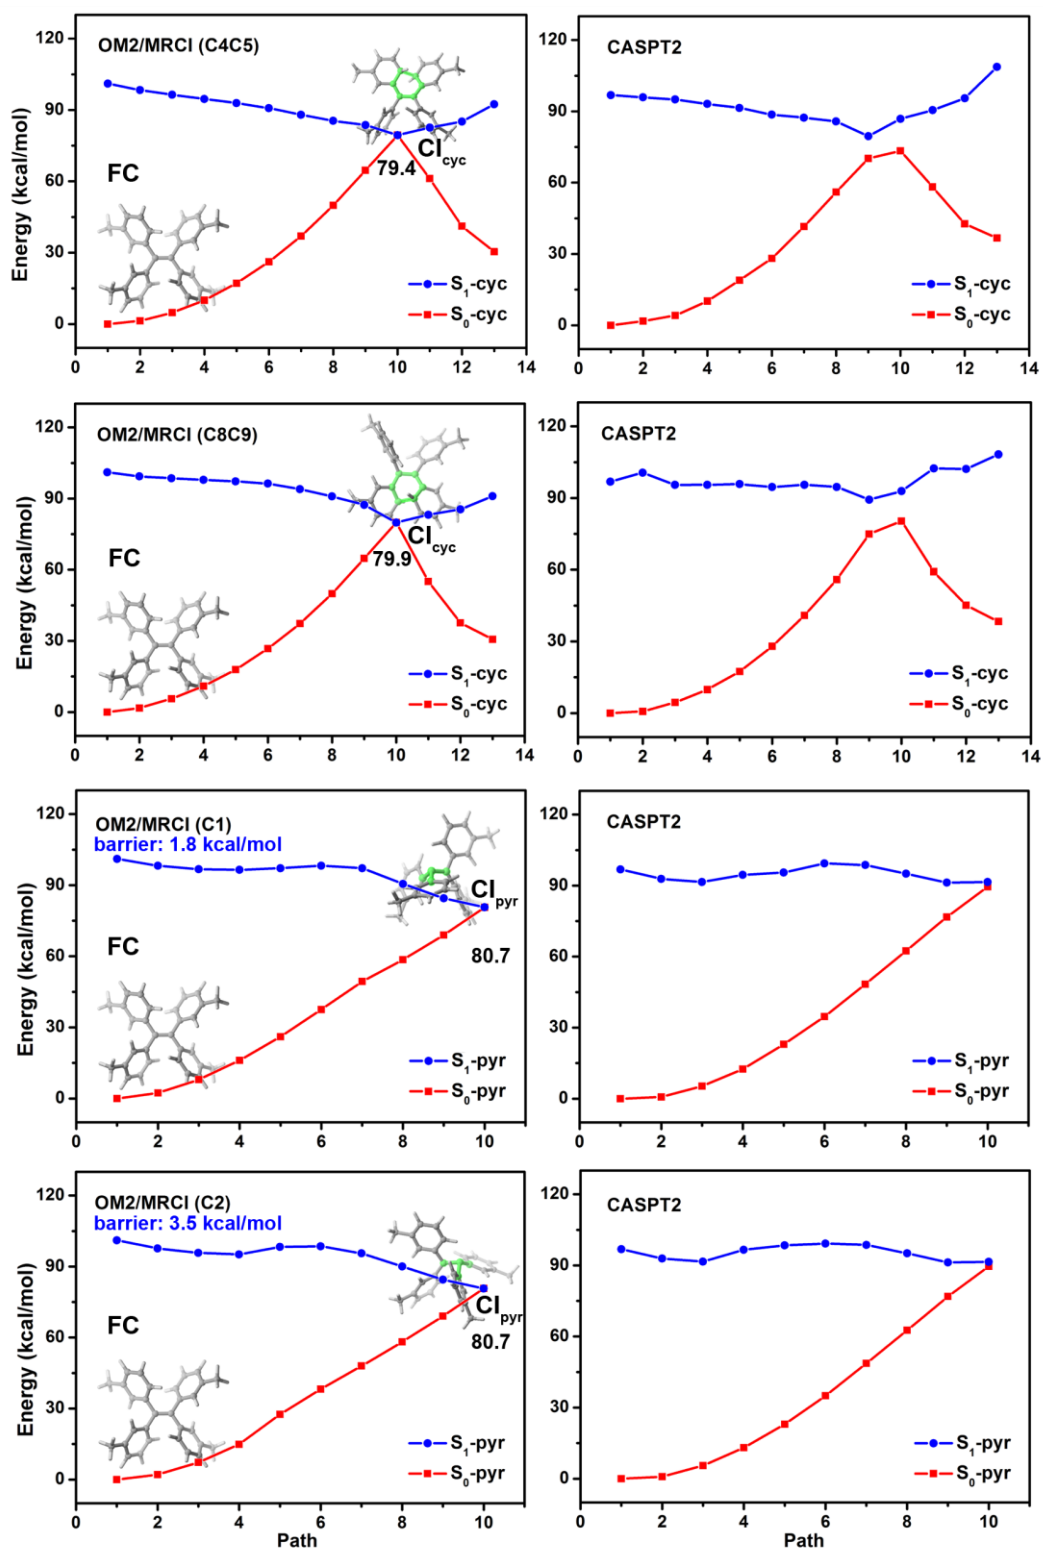 OM2/MRCI (C4C5)
FC
CI_cyc
79.4
S₁-cyc
S₀-cyc
Energy (kcal/mol)
120
90
60
30
0
0 2 4 6 8 10 12 14
CASPT2
S₁-cyc
S₀-cyc
120
90
60
30
0
0 2 4 6 8 10 12 14
OM2/MRCI (C8C9)
FC
CI_cyc
79.9
S₁-cyc
S₀-cyc
Energy (kcal/mol)
120
90
60
30
0
0 2 4 6 8 10 12 14
CASPT2
S₁-cyc
S₀-cyc
120
90
60
30
0
0 2 4 6 8 10 12 14
OM2/MRCI (C1)
barrier: 1.8 kcal/mol
FC
CI_pyr
80.7
S₁-pyr
S₀-pyr
Energy (kcal/mol)
120
90
60
30
0
0 2 4 6 8 10
CASPT2
S₁-pyr
S₀-pyr
120
90
60
30
0
0 2 4 6 8 10
OM2/MRCI (C2)
barrier: 3.5 kcal/mol
FC
CI_pyr
80.7
S₁-pyr
S₀-pyr
Energy (kcal/mol)
120
90
60
30
0
0 2 4 6 8 10
Path
CASPT2
S₁-pyr
S₀-pyr
120
90
60
30
0
0 2 4 6 8 10
Path